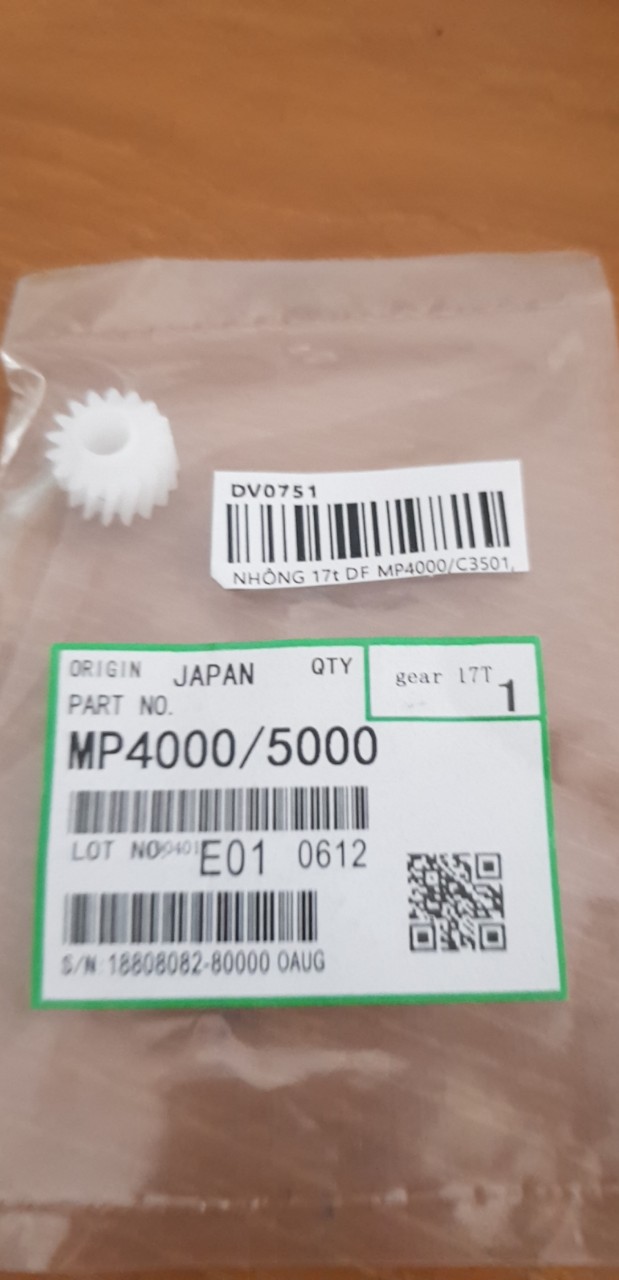 DV0751
NHÔNG 17t DF MP4000/C3501,
ORIGIN JAPAN QTY
gear 17T 1
PART NO.
MP4000/5000
LOT NO E01 0612
S/N 18808082-80000 0AUG